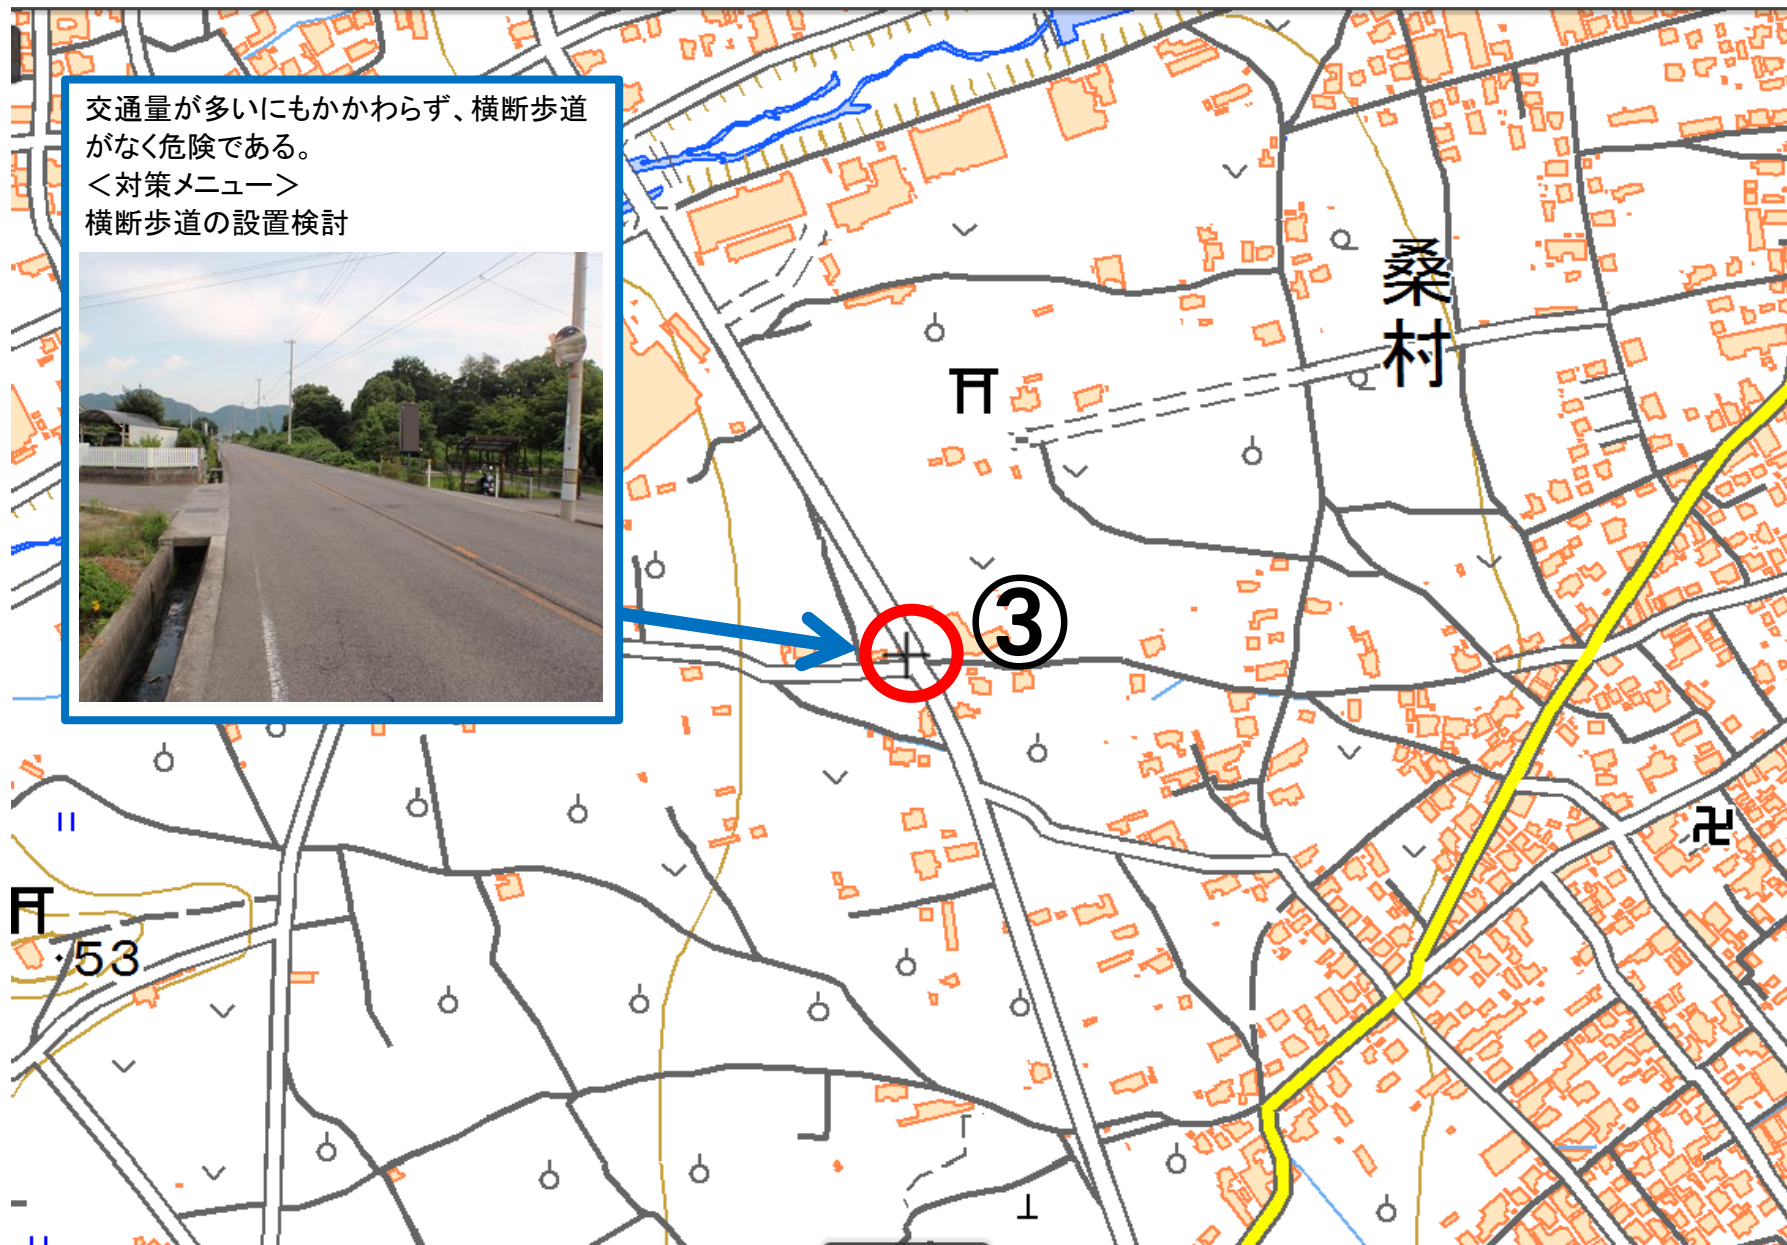 交通量が多いにもかかわらず、横断歩道
がなく危険である。
＜対策メニュー＞
横断歩道の設置検討
桑村
③
・53